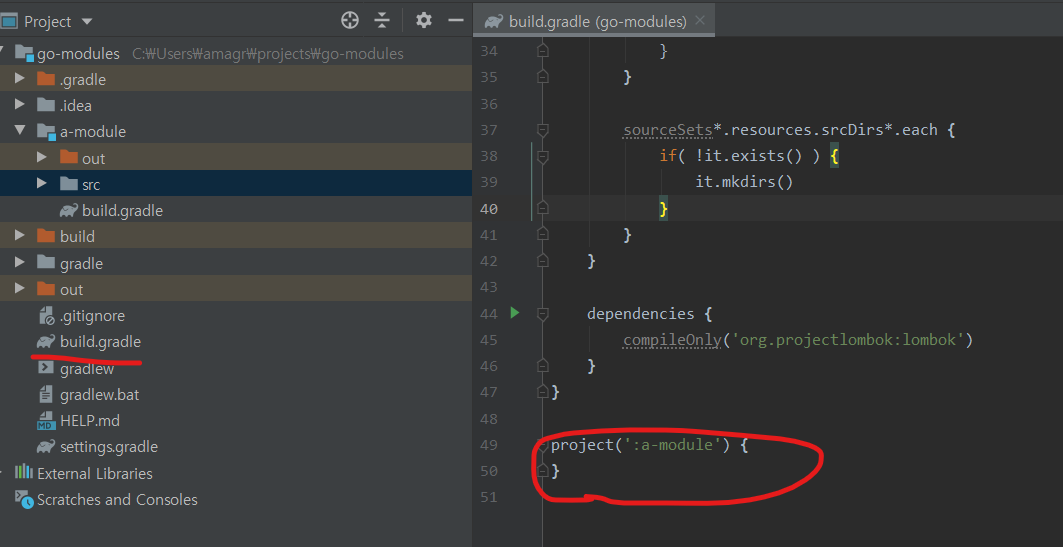 Project
go-modules C:₩Users₩amagr₩projects₩go-modules
.gradle
.idea
a-module
out
src
build.gradle
build
gradle
out
.gitignore
build.gradle
gradlew
gradlew.bat
HELP.md
settings.gradle
External Libraries
Scratches and Consoles
build.gradle (go-modules)
34 }
35 }
36
37 sourceSets*.resources.srcDirs*.each {
38 if( !it.exists() ) {
39 it.mkdirs()
40 }
41 }
42 }
43
44 dependencies {
45 compileOnly('org.projectlombok:lombok')
46 }
47 }
48
49 project(':a-module') {
50 }
51